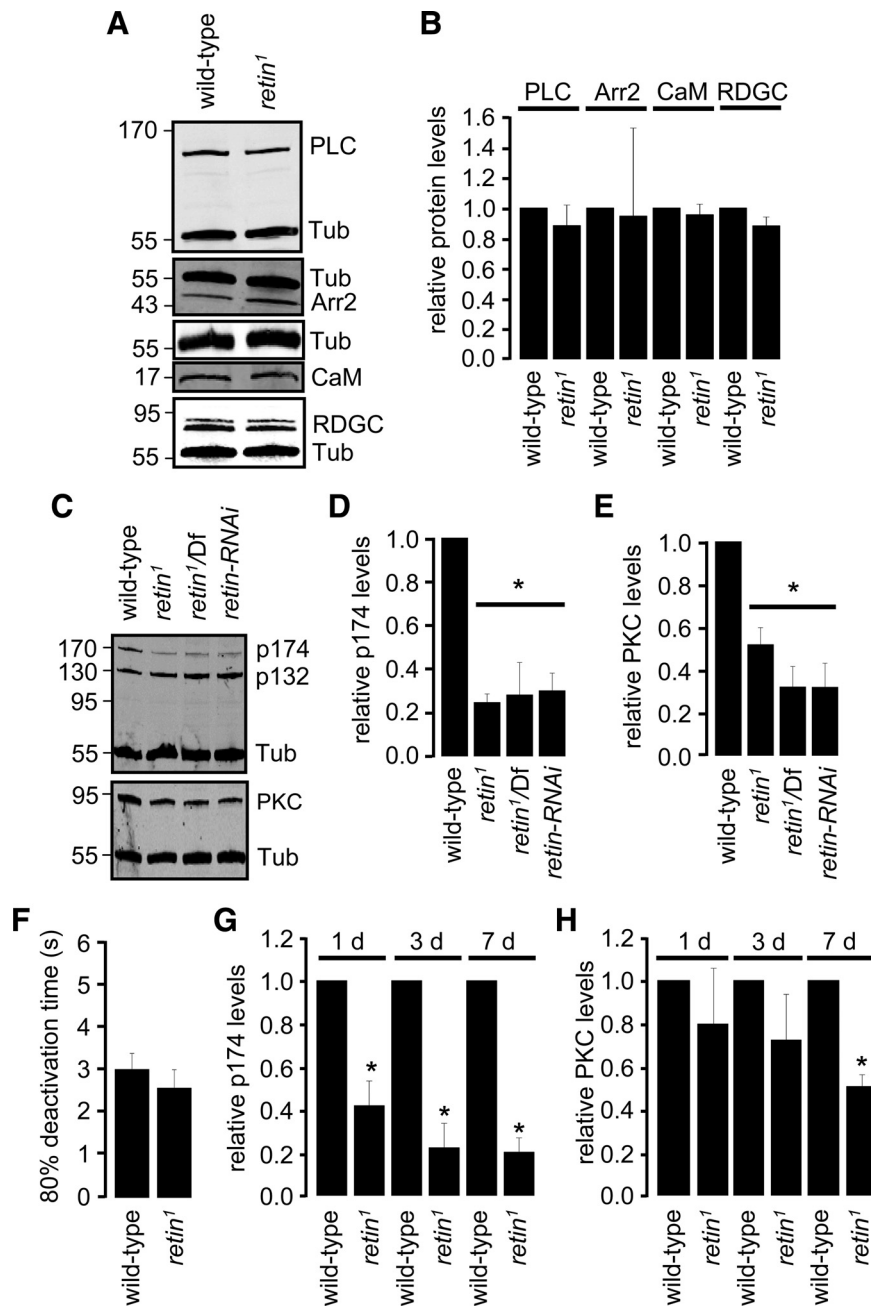 A
wild-type
retin¹
170
PLC
55
Tub
55
Tub
43
Arr2
55
Tub
17
CaM
95
RDGC
55
Tub
B
PLC Arr2 CaM RDGC
relative protein levels
1.6
1.4
1.2
1.0
0.8
0.6
0.4
0.2
0.0
wild-type
retin¹
wild-type
retin¹
wild-type
retin¹
wild-type
retin¹
C
wild-type
retin¹
retin¹/Df
retin-RNAi
170
p174
130
p132
95
55
Tub
95
PKC
55
Tub
D
relative p174 levels
1.0
0.8
0.6
0.4
0.2
0.0
*
wild-type
retin¹
retin¹/Df
retin-RNAi
E
relative PKC levels
1.0
0.8
0.6
0.4
0.2
0.0
*
wild-type
retin¹
retin¹/Df
retin-RNAi
F
80% deactivation time (s)
6
5
4
3
2
1
0
wild-type
retin¹
G
1 d 3 d 7 d
relative p174 levels
1.2
1.0
0.8
0.6
0.4
0.2
0.0
*
*
*
wild-type
retin¹
wild-type
retin¹
wild-type
retin¹
H
1 d 3 d 7 d
relative PKC levels
1.2
1.0
0.8
0.6
0.4
0.2
0.0
*
wild-type
retin¹
wild-type
retin¹
wild-type
retin¹